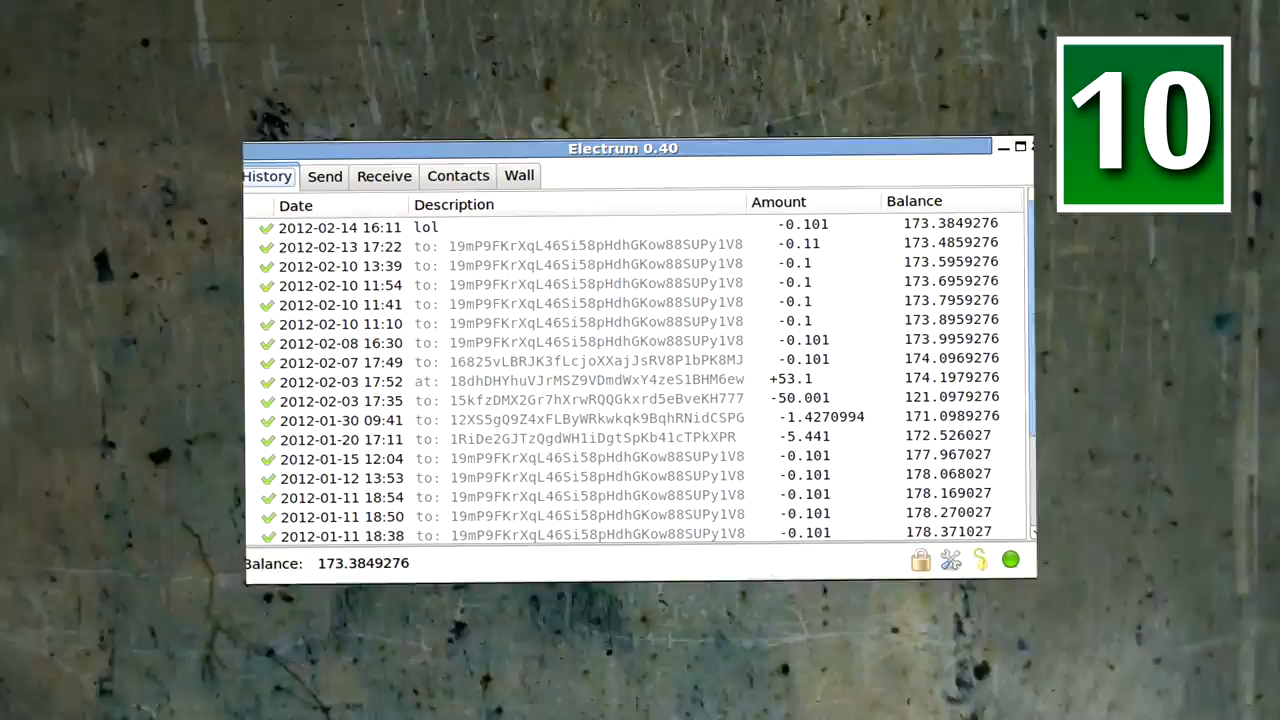 10
Electrum 0.40
History Send Receive Contacts Wall
Date Description Amount Balance
2012-02-14 16:11 lol -0.101 173.3849276
2012-02-13 17:22 to: 19mP9FKrXqL46Si58pHdhGKow88SUPy1V8 -0.11 173.4859276
2012-02-10 13:39 to: 19mP9FKrXqL46Si58pHdhGKow88SUPy1V8 -0.1 173.5959276
2012-02-10 11:54 to: 19mP9FKrXqL46Si58pHdhGKow88SUPy1V8 -0.1 173.6959276
2012-02-10 11:41 to: 19mP9FKrXqL46Si58pHdhGKow88SUPy1V8 -0.1 173.7959276
2012-02-10 11:10 to: 19mP9FKrXqL46Si58pHdhGKow88SUPy1V8 -0.1 173.8959276
2012-02-08 16:30 to: 19mP9FKrXqL46Si58pHdhGKow88SUPy1V8 -0.101 173.9959276
2012-02-07 17:49 to: 16825vLBRJK3fLcjoXXajJsRV8P1bPK8MJ -0.101 174.0969276
2012-02-03 17:52 at: 18dhDHYhuVJrMSZ9VDmdWxY4zeS1BHM6ew +53.1 174.1979276
2012-02-03 17:35 to: 15kfzDMX2Gr7hXrwRQQGkxrd5eBveKH777 -50.001 121.0979276
2012-01-30 09:41 to: 12XS5gQ9Z4xFLByWRkwkqk9BqhRNidCSPG -1.4270994 171.0989276
2012-01-20 17:11 to: 1RiDe2GJTzQgdWH1iDgtSpKb41cTPkXPR -5.441 172.526027
2012-01-15 12:04 to: 19mP9FKrXqL46Si58pHdhGKow88SUPy1V8 -0.101 177.967027
2012-01-12 13:53 to: 19mP9FKrXqL46Si58pHdhGKow88SUPy1V8 -0.101 178.068027
2012-01-11 18:54 to: 19mP9FKrXqL46Si58pHdhGKow88SUPy1V8 -0.101 178.169027
2012-01-11 18:50 to: 19mP9FKrXqL46Si58pHdhGKow88SUPy1V8 -0.101 178.270027
2012-01-11 18:38 to: 19mP9FKrXqL46Si58pHdhGKow88SUPy1V8 -0.101 178.371027
Balance: 173.3849276